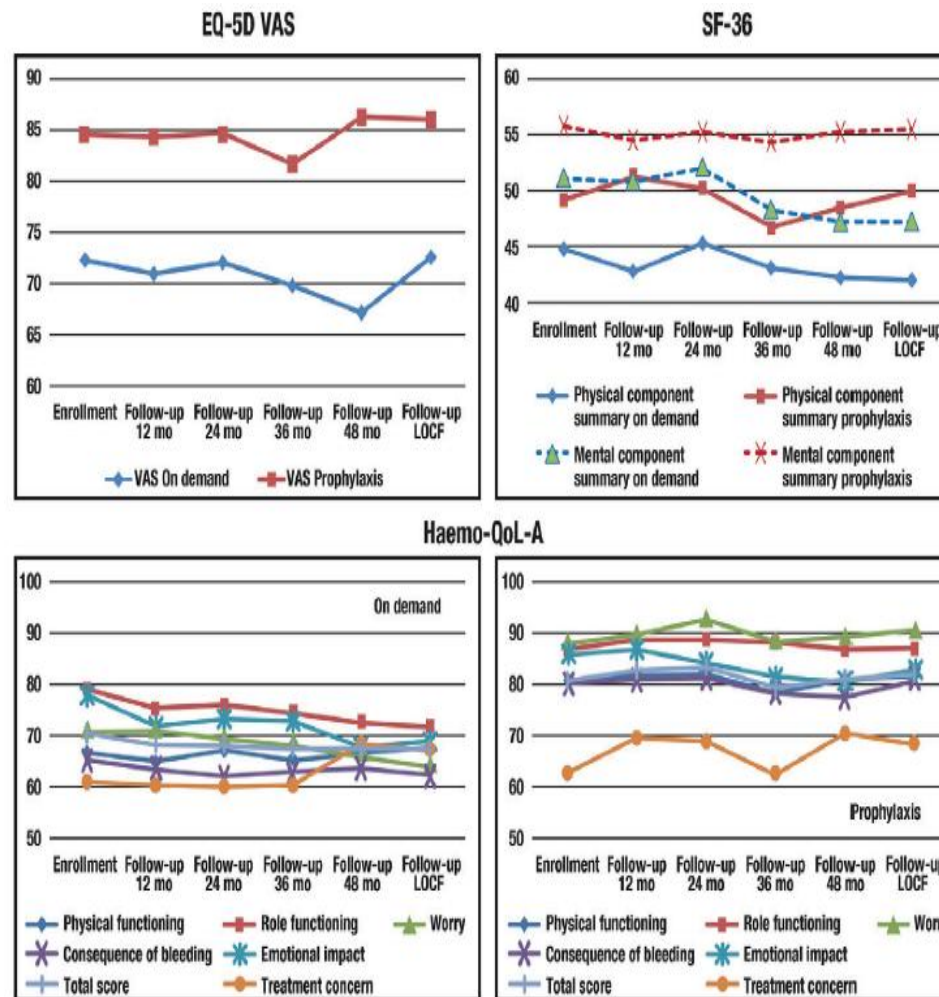 EQ-5D VAS
90
85
80
75
70
65
60
Enrollment Follow-up Follow-up Follow-up Follow-up Follow-up
12 mo 24 mo 36 mo 48 mo LOCF
VAS On demand VAS Prophylaxis
SF-36
60
55
50
45
40
Enrollment Follow-up Follow-up Follow-up Follow-up Follow-up
12 mo 24 mo 36 mo 48 mo LOCF
Physical component Physical component
summary on demand summary prophylaxis
Mental component Mental component
summary on demand summary prophylaxis
Haemo-QoL-A
100
On demand
90
80
70
60
50
Enrollment Follow-up Follow-up Follow-up Follow-up Follow-up
12 mo 24 mo 36 mo 48 mo LOCF
Physical functioning Role functioning Worry
Consequence of bleeding Emotional impact
Total score Treatment concern
100
90
80
70
60
Prophylaxis
50
Enrollment Follow-up Follow-up Follow-up Follow-up Follow-up
12 mo 24 mo 36 mo 48 mo LOCF
Physical functioning Role functioning Worr
Consequence of bleeding Emotional impact
Total score Treatment concern